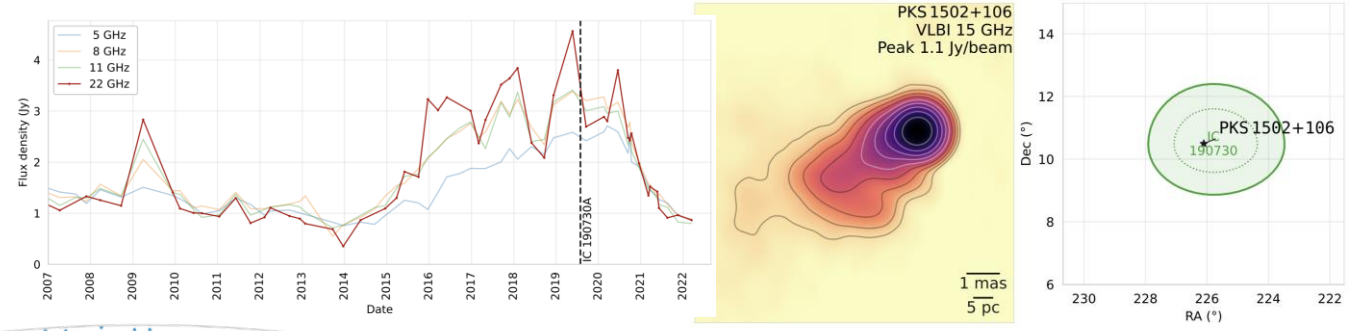 5 GHz
8 GHz
11 GHz
22 GHz
Flux density (Jy)
4
3
2
1
0
IC 190730A
2007
2008
2009
2010
2011
2012
2013
2014
2015
2016
2017
2018
2019
2020
2021
2022
Date
PKS 1502+106
VLBI 15 GHz
Peak 1.1 Jy/beam
1 mas
5 pc
Dec (°)
14
12
10
8
6
PKS 1502+106
IC
190730
230
228
226
224
222
RA (°)